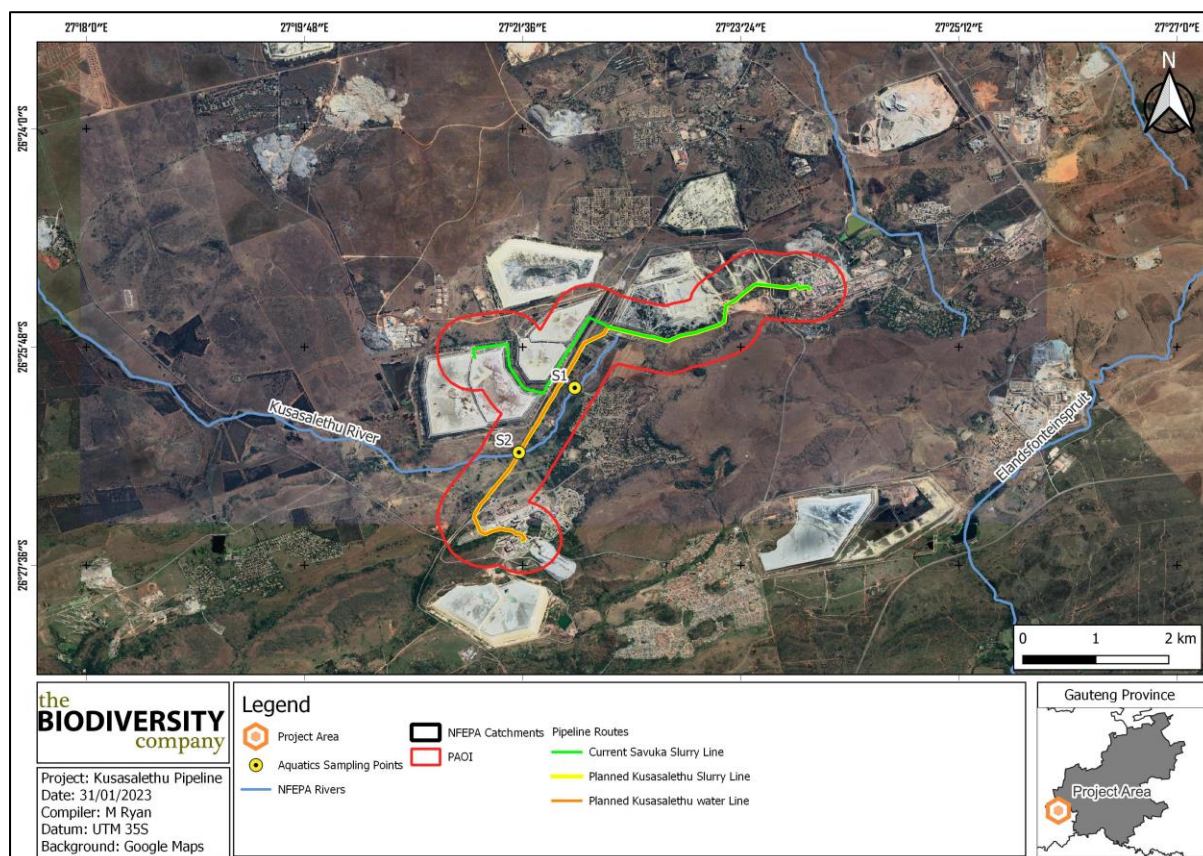 27°18'0"E 27°19'48"E 27°21'36"E 27°23'24"E 27°25'12"E 27°27'0"E
N
26°24'0"S
26°25'48"S
S1
Kusasalethu River
S2
Elandsfonteinspruit
26°27'36"S
0 1 2 km
the
BIODIVERSITY
company
Project: Kusasalethu Pipeline
Date: 31/01/2023
Compiler: M Ryan
Datum: UTM 35S
Background: Google Maps
Legend
Project Area
Aquatics Sampling Points
NFEPA Rivers
NFEPA Catchments
PAOI
Pipeline Routes
Current Savuka Slurry Line
Planned Kusasalethu Slurry Line
Planned Kusasalethu water Line
Gauteng Province
Project Area